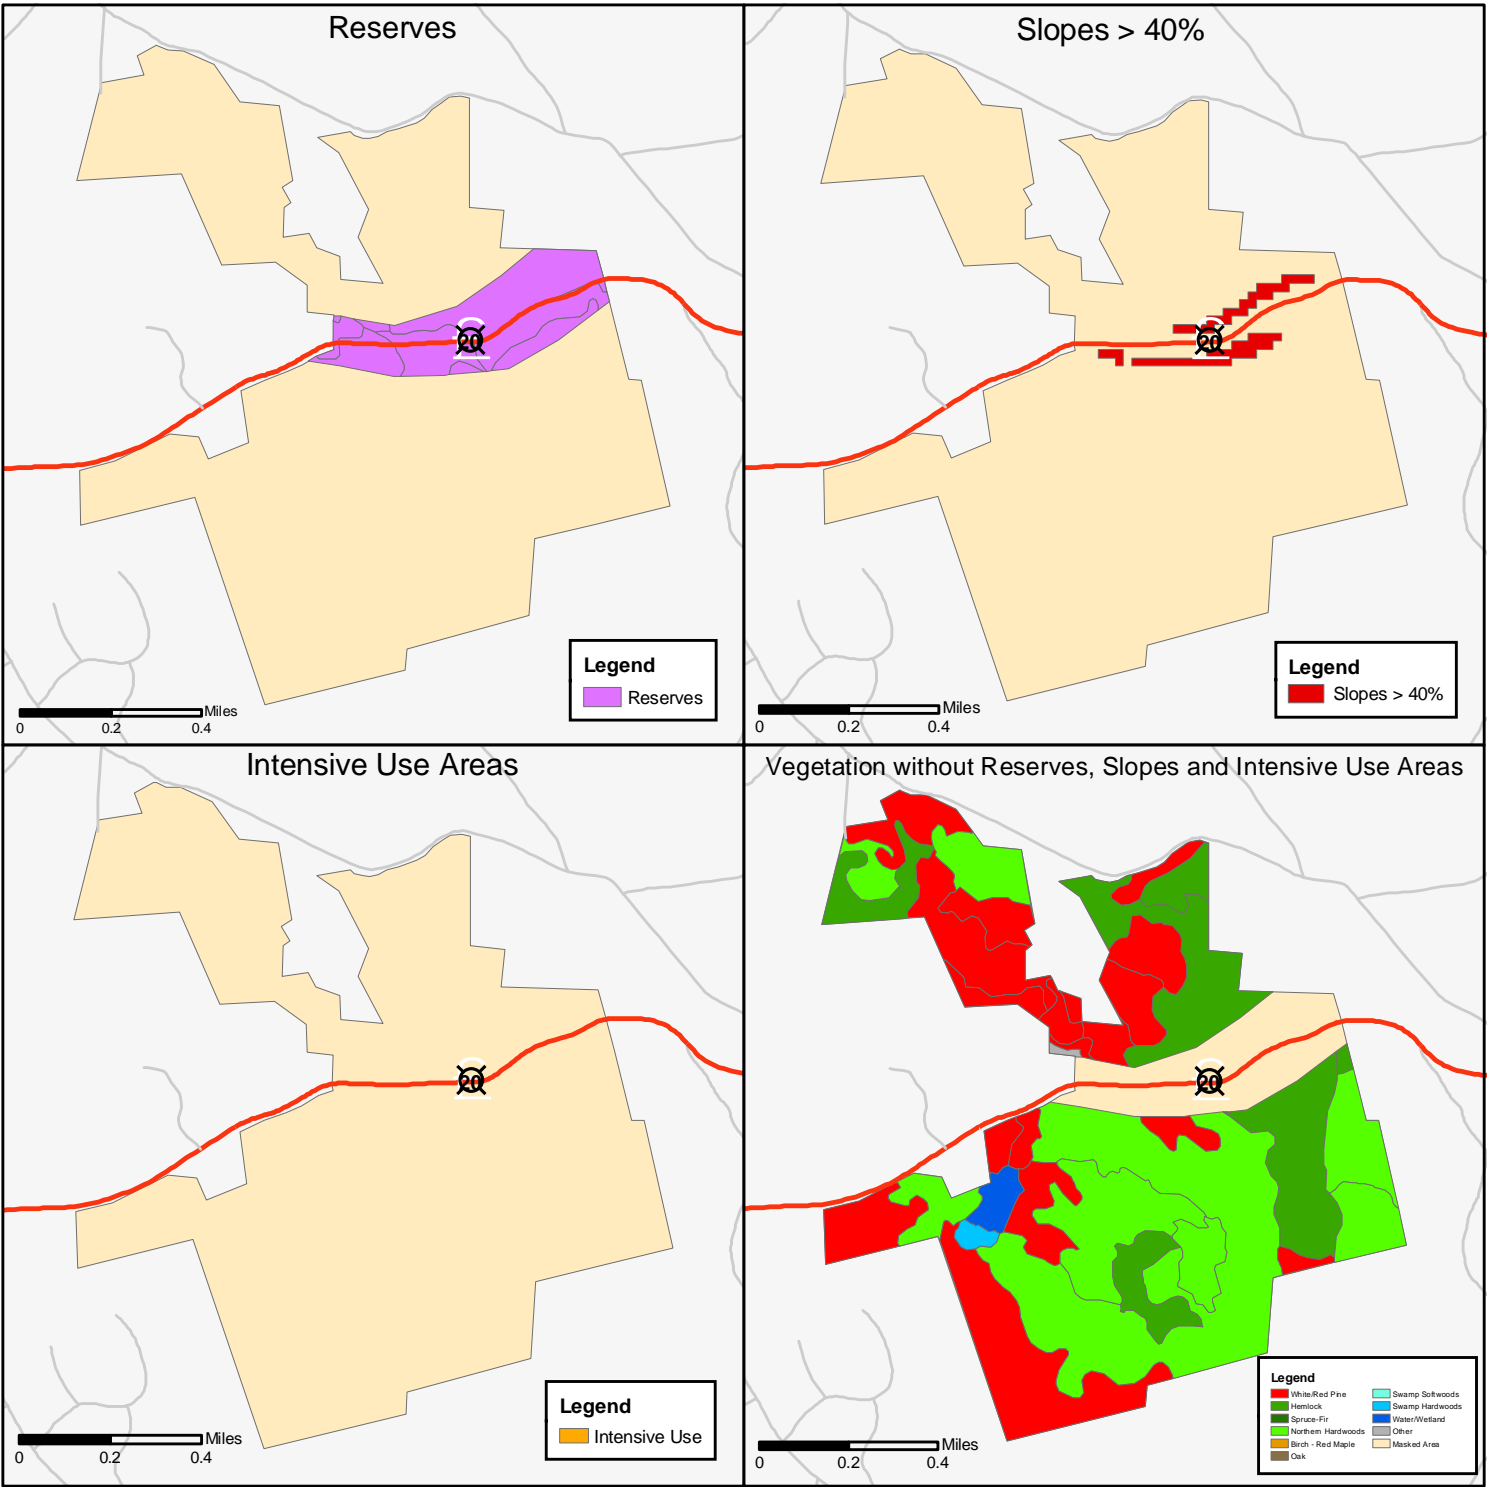 Reserves
20
Legend
Reserves
Miles
0 0.2 0.4
Slopes > 40%
20
Legend
Slopes > 40%
Miles
0 0.2 0.4
Intensive Use Areas
20
Legend
Intensive Use
Miles
0 0.2 0.4
Vegetation without Reserves, Slopes and Intensive Use Areas
20
Legend
White/Red Pine
Hemlock
Spruce-Fir
Northern Hardwoods
Birch - Red Maple
Oak
Swamp Softwoods
Swamp Hardwoods
Water/Wetland
Other
Masked Area
Miles
0 0.2 0.4